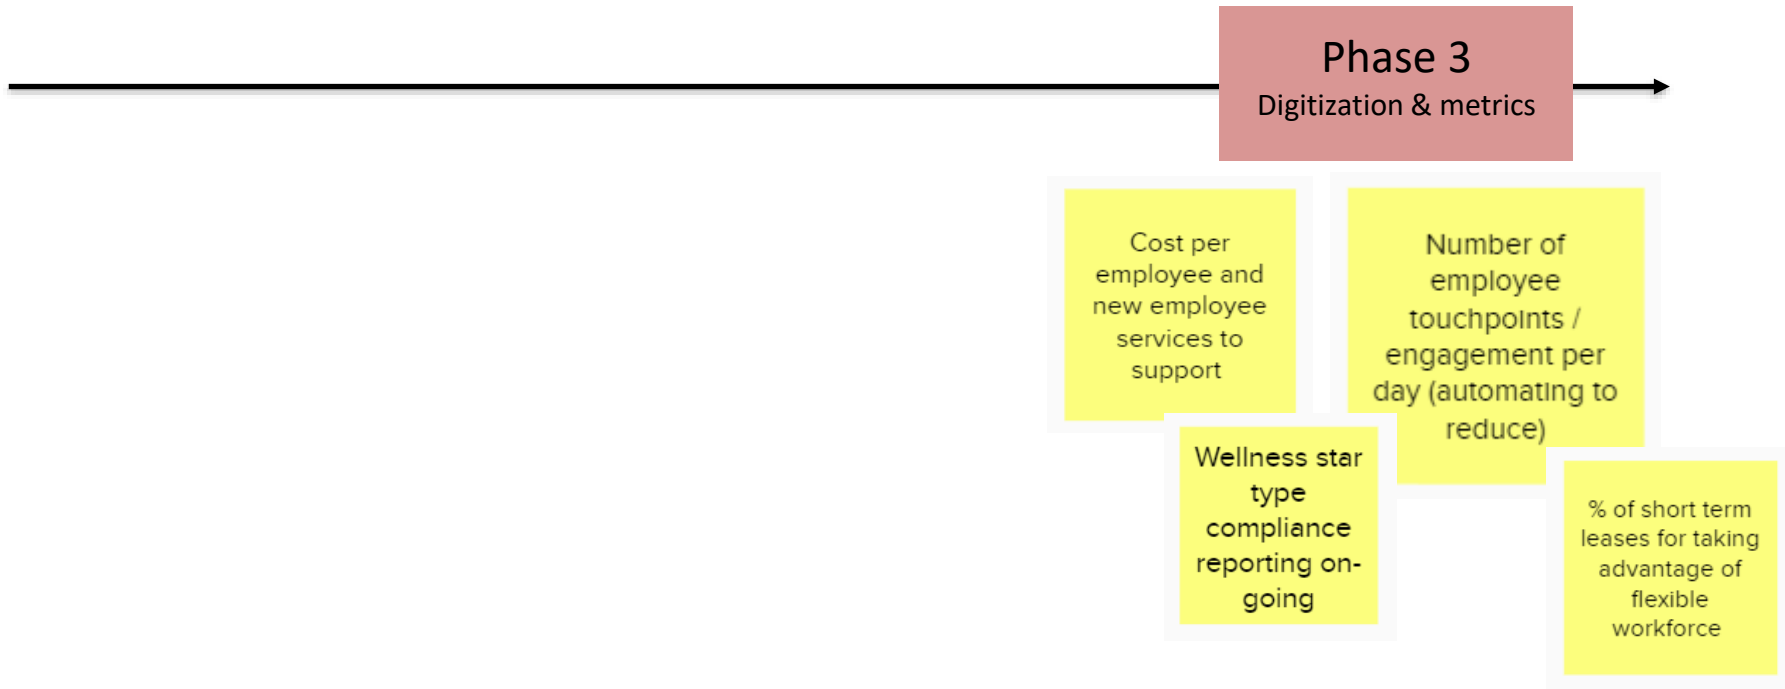 Phase 3
Digitization & metrics
Cost per
employee and
new employee
services to
support
Number of
employee
touchpoints /
engagement per
day (automating to
reduce)
Wellness star
type
compliance
reporting on-
going
% of short term
leases for taking
advantage of
flexible
workforce